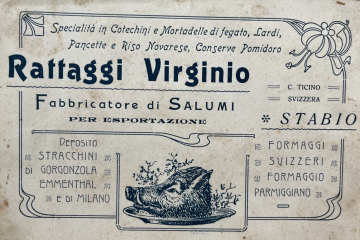 Specialità in Cotechini e Mortadelle di fegato, Lardi,
Pancette e Riso Novarese, Conserve Pomidoro
Rattaggi Virginio
C. TICINO
SVIZZERA
Fabbricatore di SALUMI
PER ESPORTAZIONE
* STABIO
DEPOSITO
STRACCHINI
DI GORGONZOLA
EMMENTHAL
E DI MILANO
FORMAGGI
SVIZZERI
FORMAGGIO
PARMIGGIANO